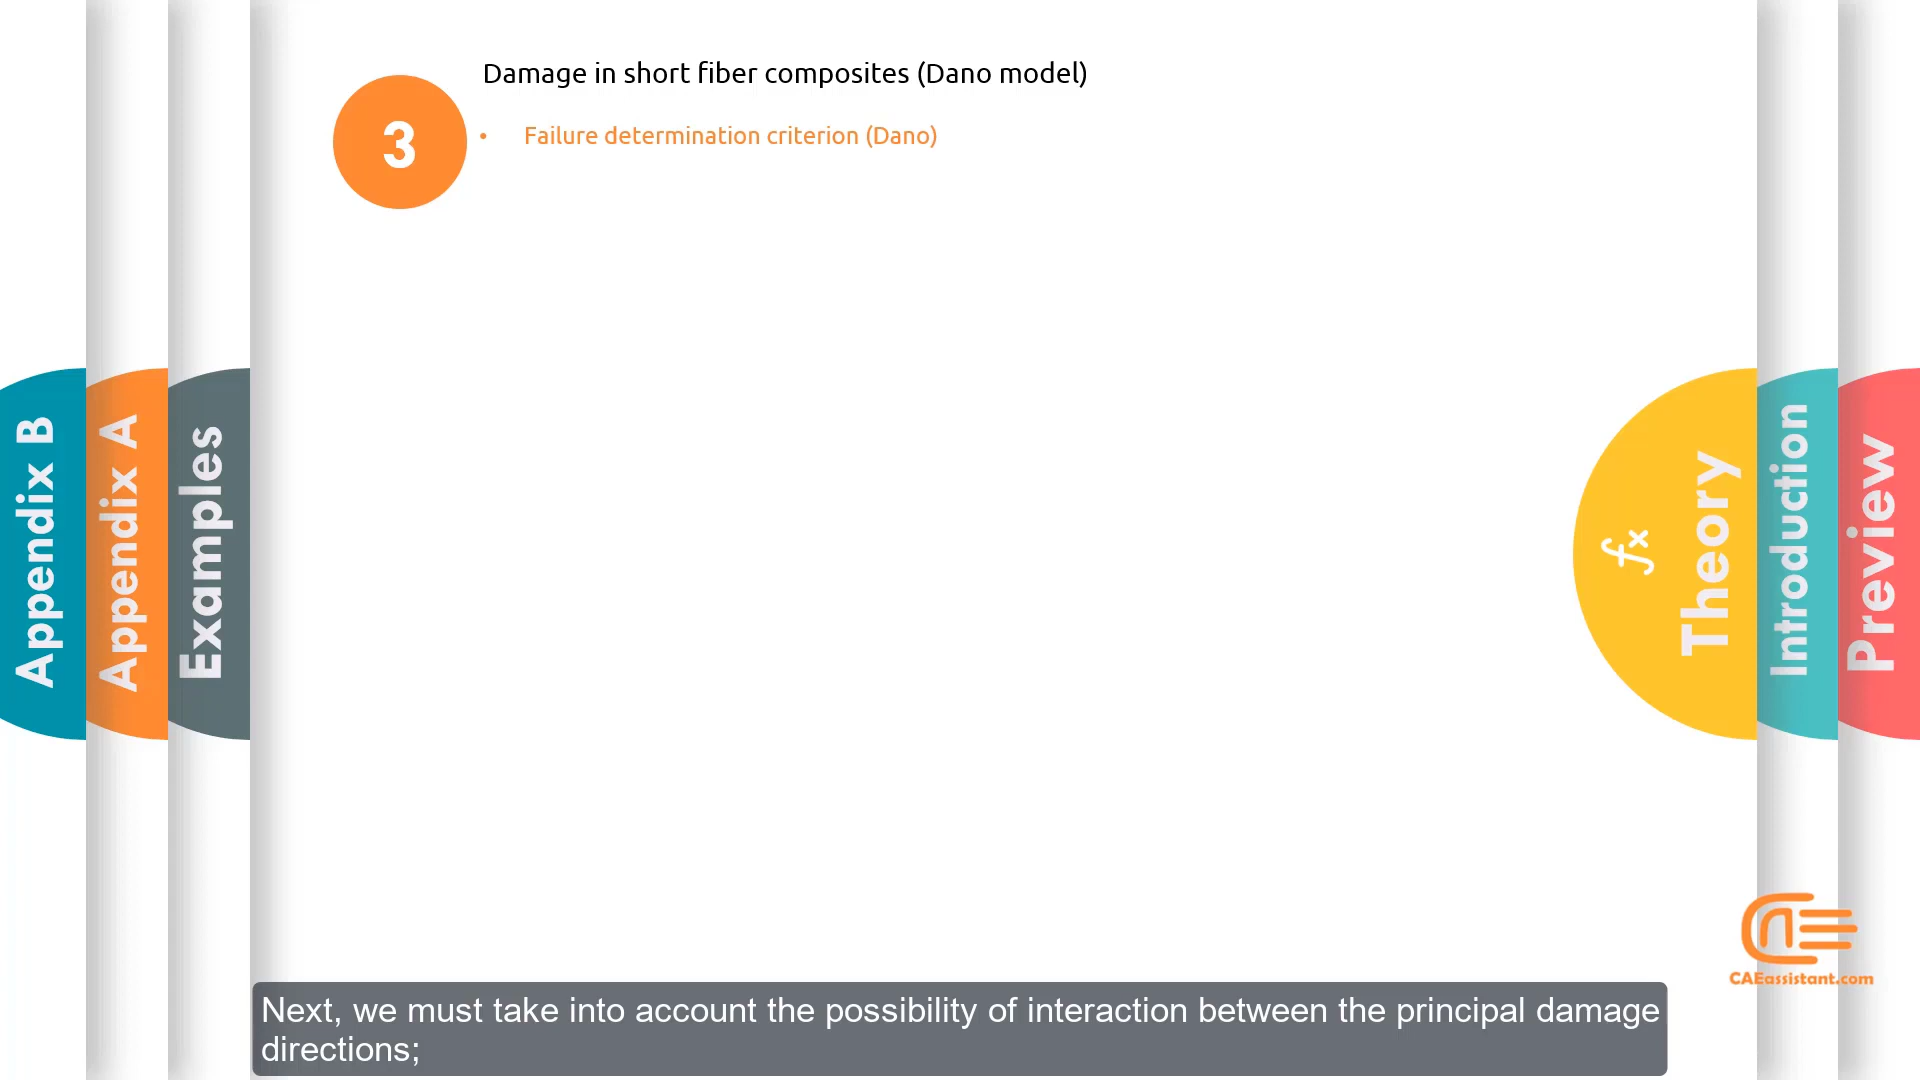 Damage in short fiber composites (Dano model)
3
• Failure determination criterion (Dano)
Appendix B
Appendix A
Examples
fx
Theory
Introduction
Preview
CAEassistant.com
Next, we must take into account the possibility of interaction between the principal damage
directions;